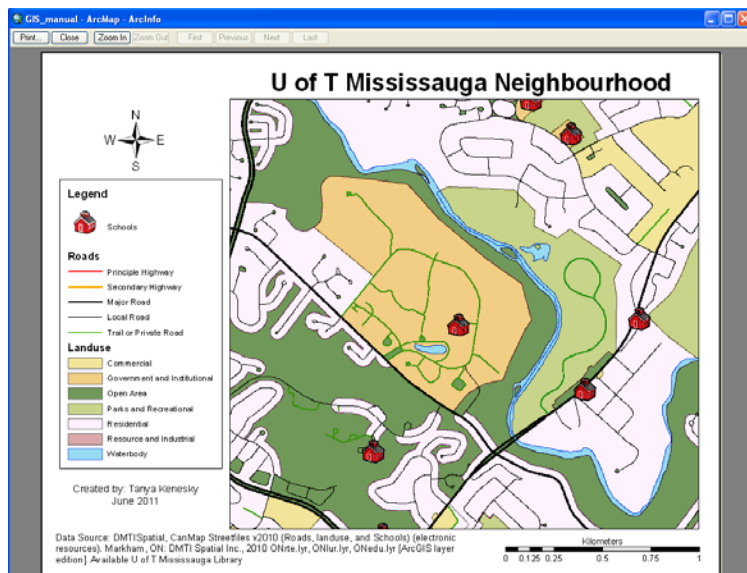 GIS_manual - ArcMap - ArcInfo
Print... Close Zoom In Zoom Out First Previous Next Last
U of T Mississauga Neighbourhood
N
W E
S
Legend
Schools
Roads
Principle Highway
Secondary Highway
Major Road
Local Road
Trail or Private Road
Landuse
Commercial
Government and Institutional
Open Area
Parks and Recreational
Residential
Resource and Industrial
Waterbody
Created by: Tanya Kenesky
June 2011
Data Source: DMTISpatial, CanMap Streetfiles v2010 (Roads, landuse, and Schools) (electronic
resources). Markham, ON: DMTI Spatial Inc., 2010 ONrte.lyr, ONlur.lyr, ONedu.lyr [ArcGIS layer
edition] Available U of T Mississauga Library
Kilometers
0 0.125 0.25 0.5 0.75 1